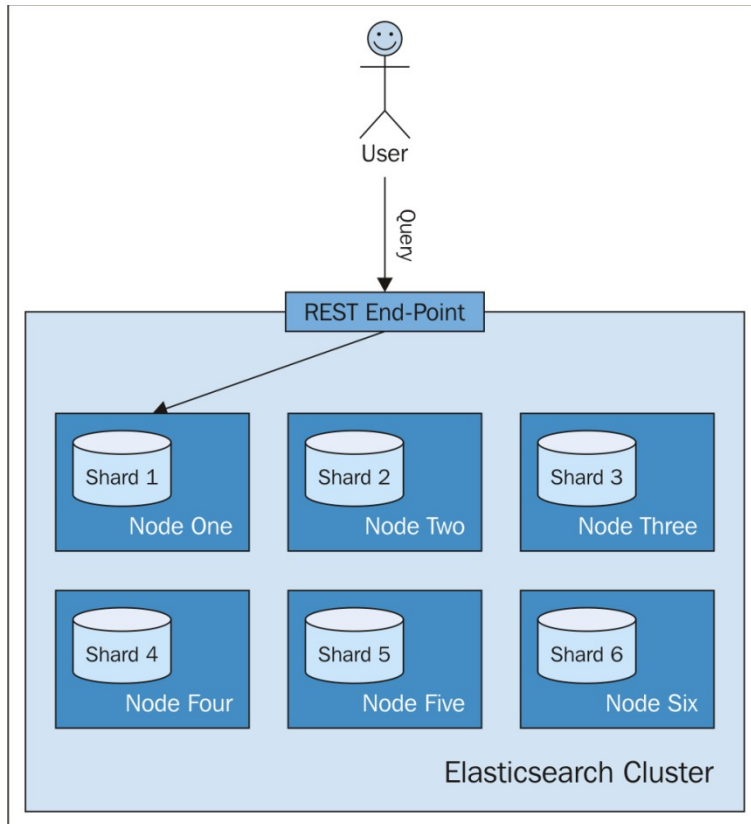 User
Query
REST End-Point
Shard 1
Node One
Shard 2
Node Two
Shard 3
Node Three
Shard 4
Node Four
Shard 5
Node Five
Shard 6
Node Six
Elasticsearch Cluster